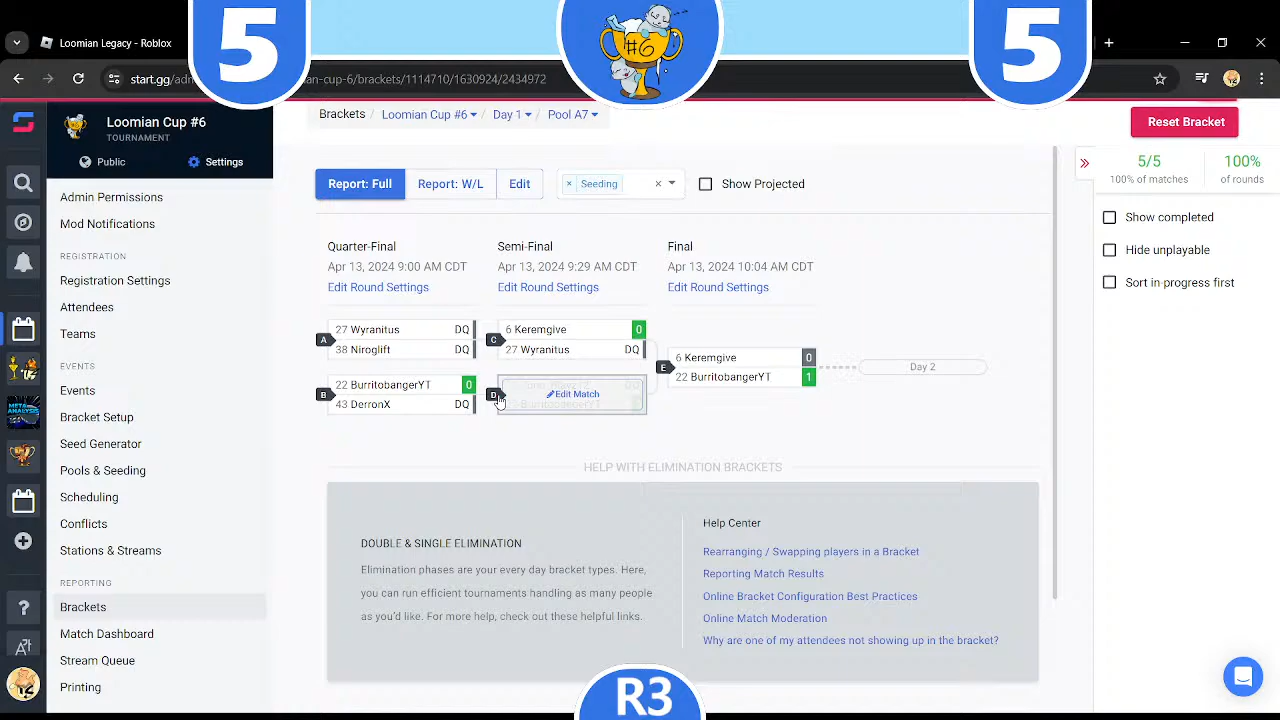 5
#6
5
Loomian Legacy - Roblox
start.gg/adn
an-cup-6/brackets/1114710/1630924/2434972
Loomian Cup #6
TOURNAMENT
Public
Settings
Admin Permissions
Mod Notifications
REGISTRATION
Registration Settings
Attendees
Teams
EVENTS
Events
Bracket Setup
Seed Generator
Pools & Seeding
Scheduling
Conflicts
Stations & Streams
REPORTING
Brackets
Match Dashboard
Stream Queue
Printing
META
ANALYSIS
Brackets
Loomian Cup #6
Day 1
Pool A7
Reset Bracket
Report: Full
Report: W/L
Edit
× Seeding
×
Show Projected
5/5
100% of matches
100%
of rounds
Show completed
Hide unplayable
Sort in-progress first
Quarter-Final
Apr 13, 2024 9:00 AM CDT
Edit Round Settings
Semi-Final
Apr 13, 2024 9:29 AM CDT
Edit Round Settings
Final
Apr 13, 2024 10:04 AM CDT
Edit Round Settings
A
27 Wyranitus DQ
38 Niroglift DQ
B
22 BurritobangerYT 0
43 DerronX DQ
C
6 Keremgive 0
27 Wyranitus DQ
D
Edit Match
E
6 Keremgive 0
22 BurritobangerYT 1
Day 2
HELP WITH ELIMINATION BRACKETS
DOUBLE & SINGLE ELIMINATION
Elimination phases are your every day bracket types. Here,
you can run efficient tournaments handling as many people
as you'd like. For more help, check out these helpful links.
Help Center
Rearranging / Swapping players in a Bracket
Reporting Match Results
Online Bracket Configuration Best Practices
Online Match Moderation
Why are one of my attendees not showing up in the bracket?
R3